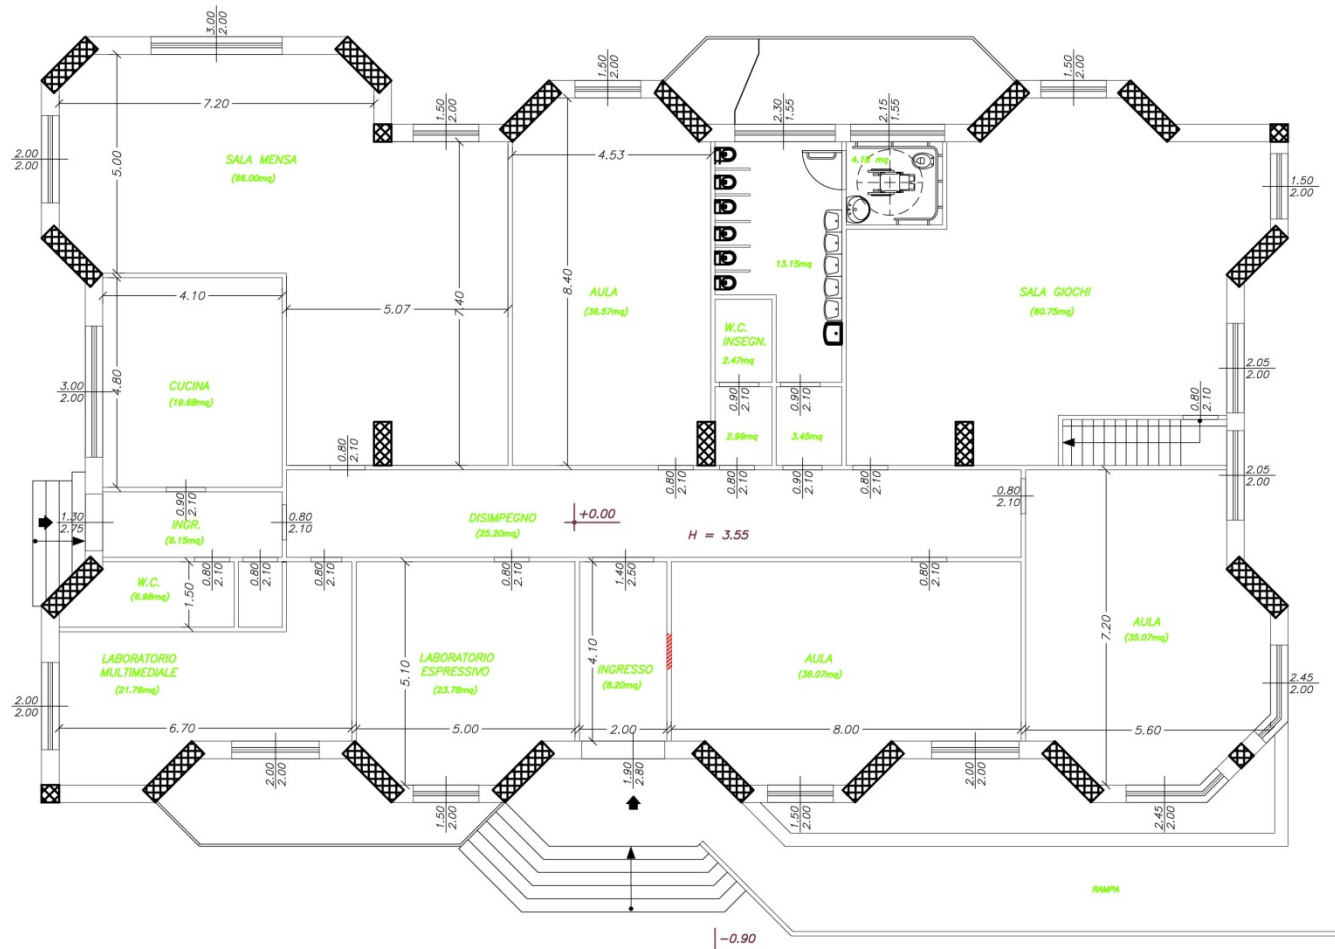 3.00
2.00
1.50
2.00
1.50
2.00
1.50
2.00
2.30
1.55
2.15
1.55
7.20
5.00
SALA MENSA
(66.00mq)
2.00
2.00
4.53
4.18 mq
1.50
2.00
4.10
5.07
7.40
8.40
AULA
(38.57mq)
13.15mq
SALA GIOCHI
(60.75mq)
W.C.
INSEGN.
2.47mq
4.80
CUCINA
(19.68mq)
3.00
2.00
0.90
2.10
0.90
2.10
2.05
2.00
0.80
2.10
2.99mq
3.45mq
0.80
2.10
0.80
2.10
0.80
2.10
0.90
2.10
0.80
2.10
2.05
2.00
0.90
2.10
0.80
2.10
1.30
2.75
INGR.
(6.15mq)
0.80
2.10
DISIMPEGNO
(25.20mq)
+0.00
H = 3.55
0.80
2.10
0.80
2.10
0.80
2.10
0.80
2.10
1.40
2.50
0.80
2.10
W.C.
(6.98mq)
1.50
LABORATORIO
MULTIMEDIALE
(21.76mq)
5.10
LABORATORIO
ESPRESSIVO
(23.78mq)
4.10
INGRESSO
(8.20mq)
AULA
(36.07mq)
7.20
AULA
(35.07mq)
2.00
2.00
2.45
2.00
6.70
5.00
2.00
8.00
5.60
2.00
2.00
1.50
2.00
1.90
2.80
1.50
2.00
2.00
2.00
2.45
2.00
RAMPA
-0.90